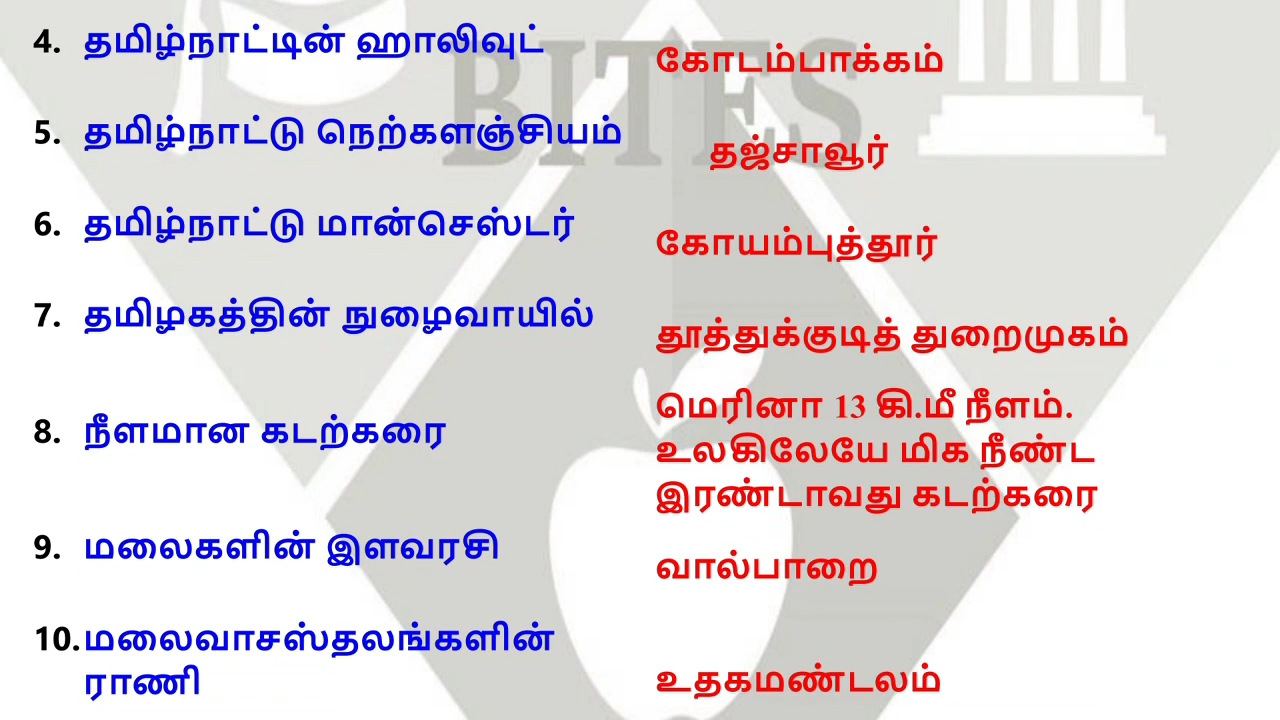 4. தமிழ்நாட்டின் ஹாலிவுட்
கோடம்பாக்கம்
5. தமிழ்நாட்டு நெற்களஞ்சியம்
தஜ்சாவூர்
6. தமிழ்நாட்டு மான்செஸ்டர்
கோயம்புத்தூர்
7. தமிழகத்தின் நுழைவாயில்
தூத்துக்குடித் துறைமுகம்
8. நீளமான கடற்கரை
மெரினா 13 கி.மீ நீளம்.
உலகிலேயே மிக நீண்ட
இரண்டாவது கடற்கரை
9. மலைகளின் இளவரசி
வால்பாறை
10. மலைவாசஸ்தலங்களின்
ராணி
உதகமண்டலம்
BITES